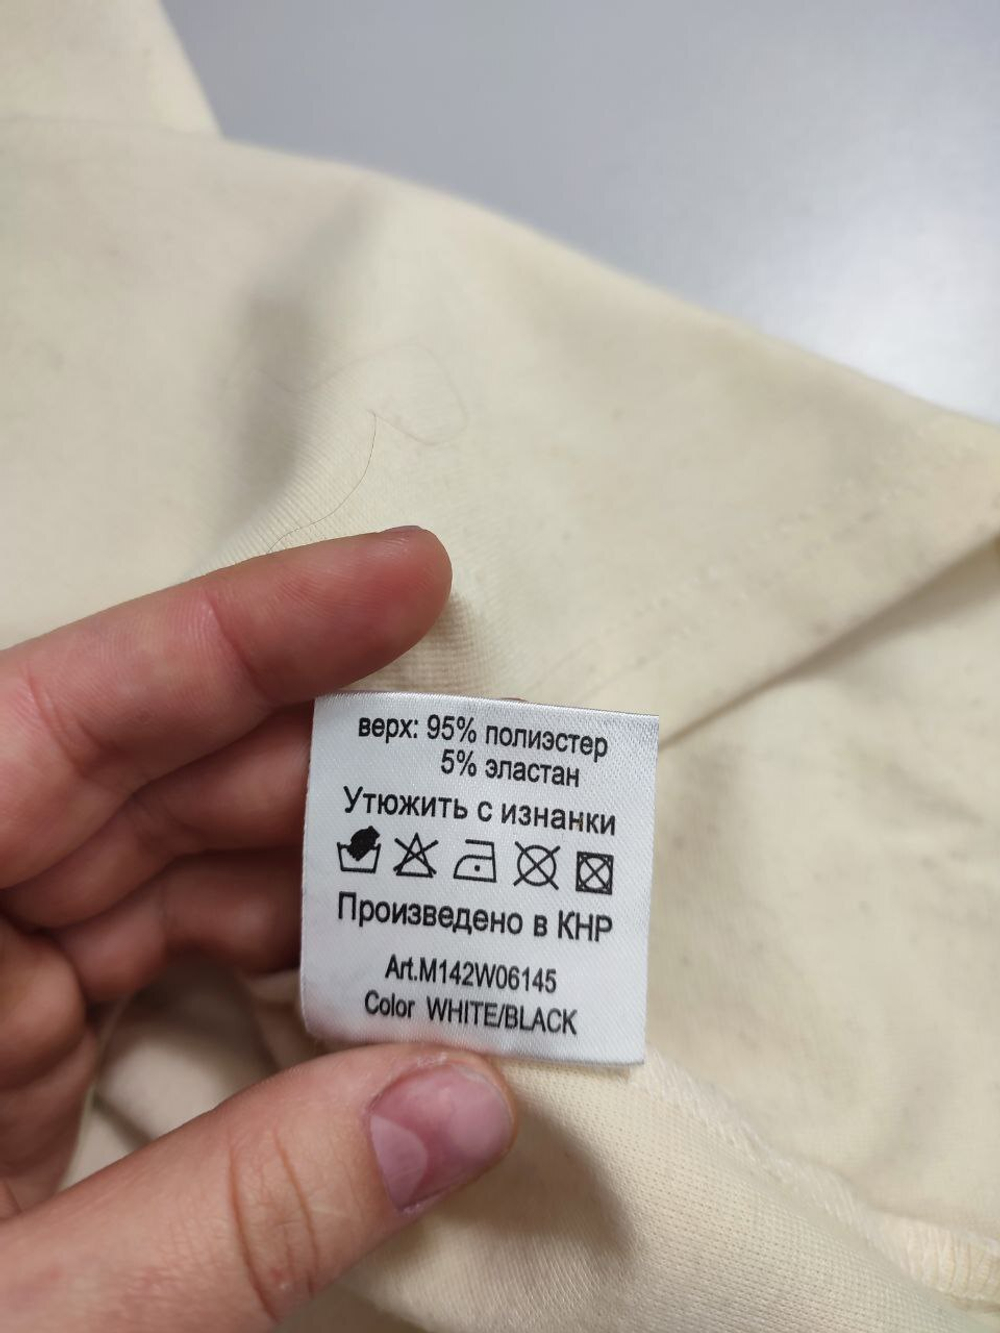 верх: 95% полиэстер
5% эластан
Утюжить с изнанки
Произведено в КНР
Art.M142W06145
Color WHITE/BLACK